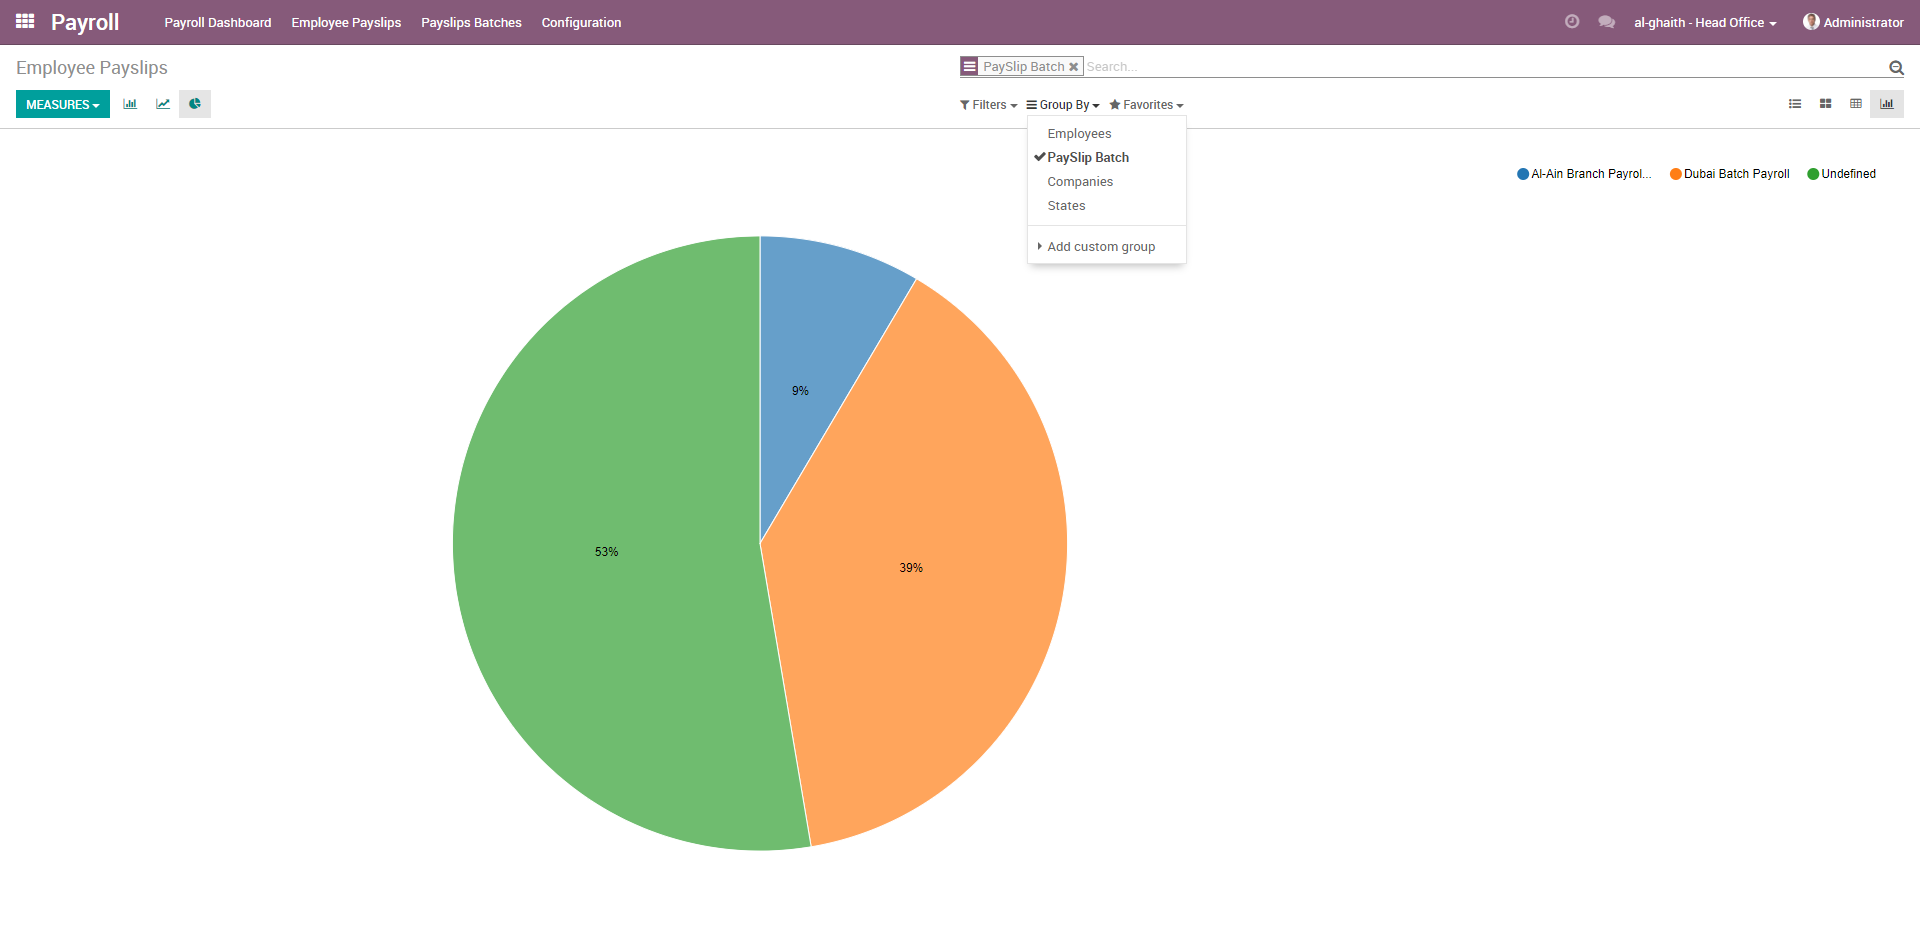 Payroll
Payroll Dashboard
Employee Payslips
Payslips Batches
Configuration
al-ghaith - Head Office
Administrator
Employee Payslips
PaySlip Batch
Search...
MEASURES
Filters
Group By
Favorites
Employees
PaySlip Batch
Companies
States
Add custom group
Al-Ain Branch Payrol...
Dubai Batch Payroll
Undefined
9%
53%
39%